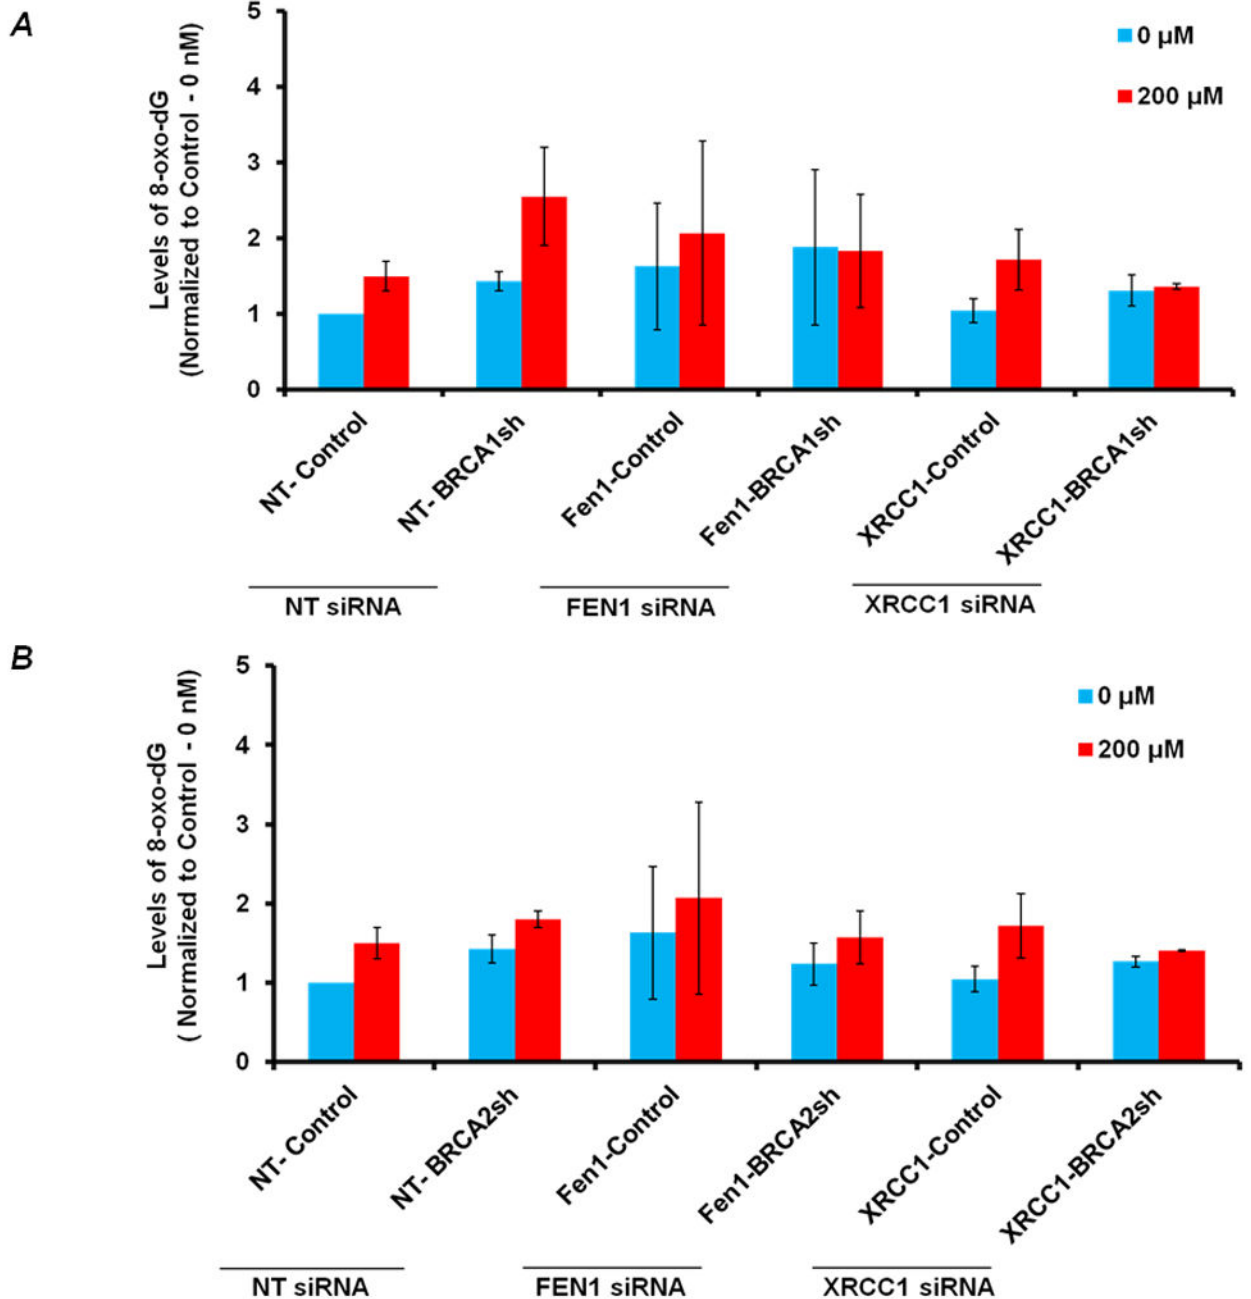 A
Levels of 8-oxo-dG
(Normalized to Control - 0 nM)
5
4
3
2
1
0
0 µM
200 µM
NT- Control
NT- BRCA1sh
Fen1-Control
Fen1-BRCA1sh
XRCC1-Control
XRCC1-BRCA1sh
NT siRNA
FEN1 siRNA
XRCC1 siRNA
B
Levels of 8-oxo-dG
( Normalized to Control - 0 nM)
5
4
3
2
1
0
0 µM
200 µM
NT- Control
NT- BRCA2sh
Fen1-Control
Fen1-BRCA2sh
XRCC1-Control
XRCC1-BRCA2sh
NT siRNA
FEN1 siRNA
XRCC1 siRNA